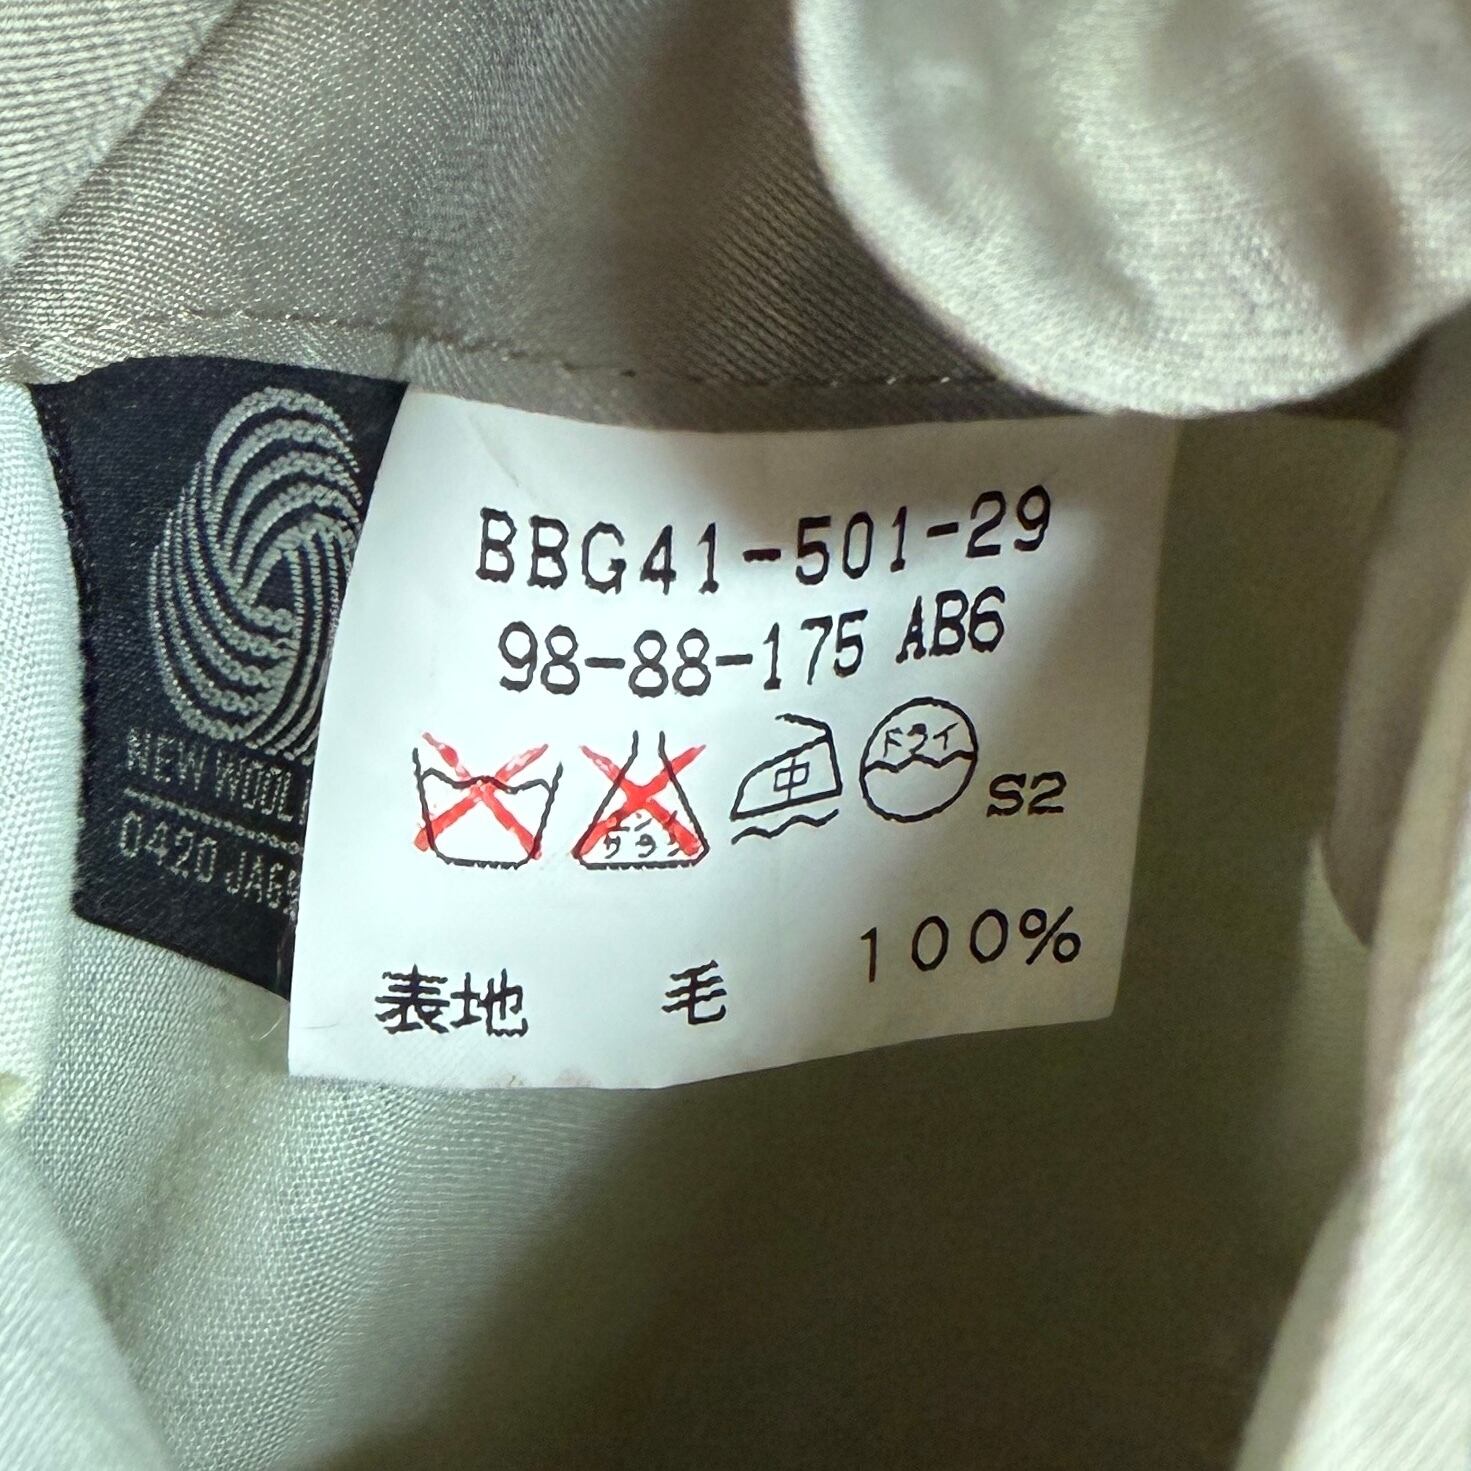 BBG41-501-29
98-88-175 AB6
エンソ
サラシ
中
ドライ
S2
表地 毛 100%
NEW WOOL
0420 JAG